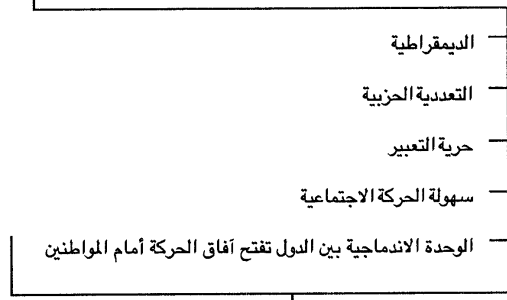 الديمقراطية
التعددية الحزبية
حرية التعبير
سهولة الحركة الاجتماعية
الوحدة الاندماجية بين الدول تفتح آفاق الحركة أمام المواطنين